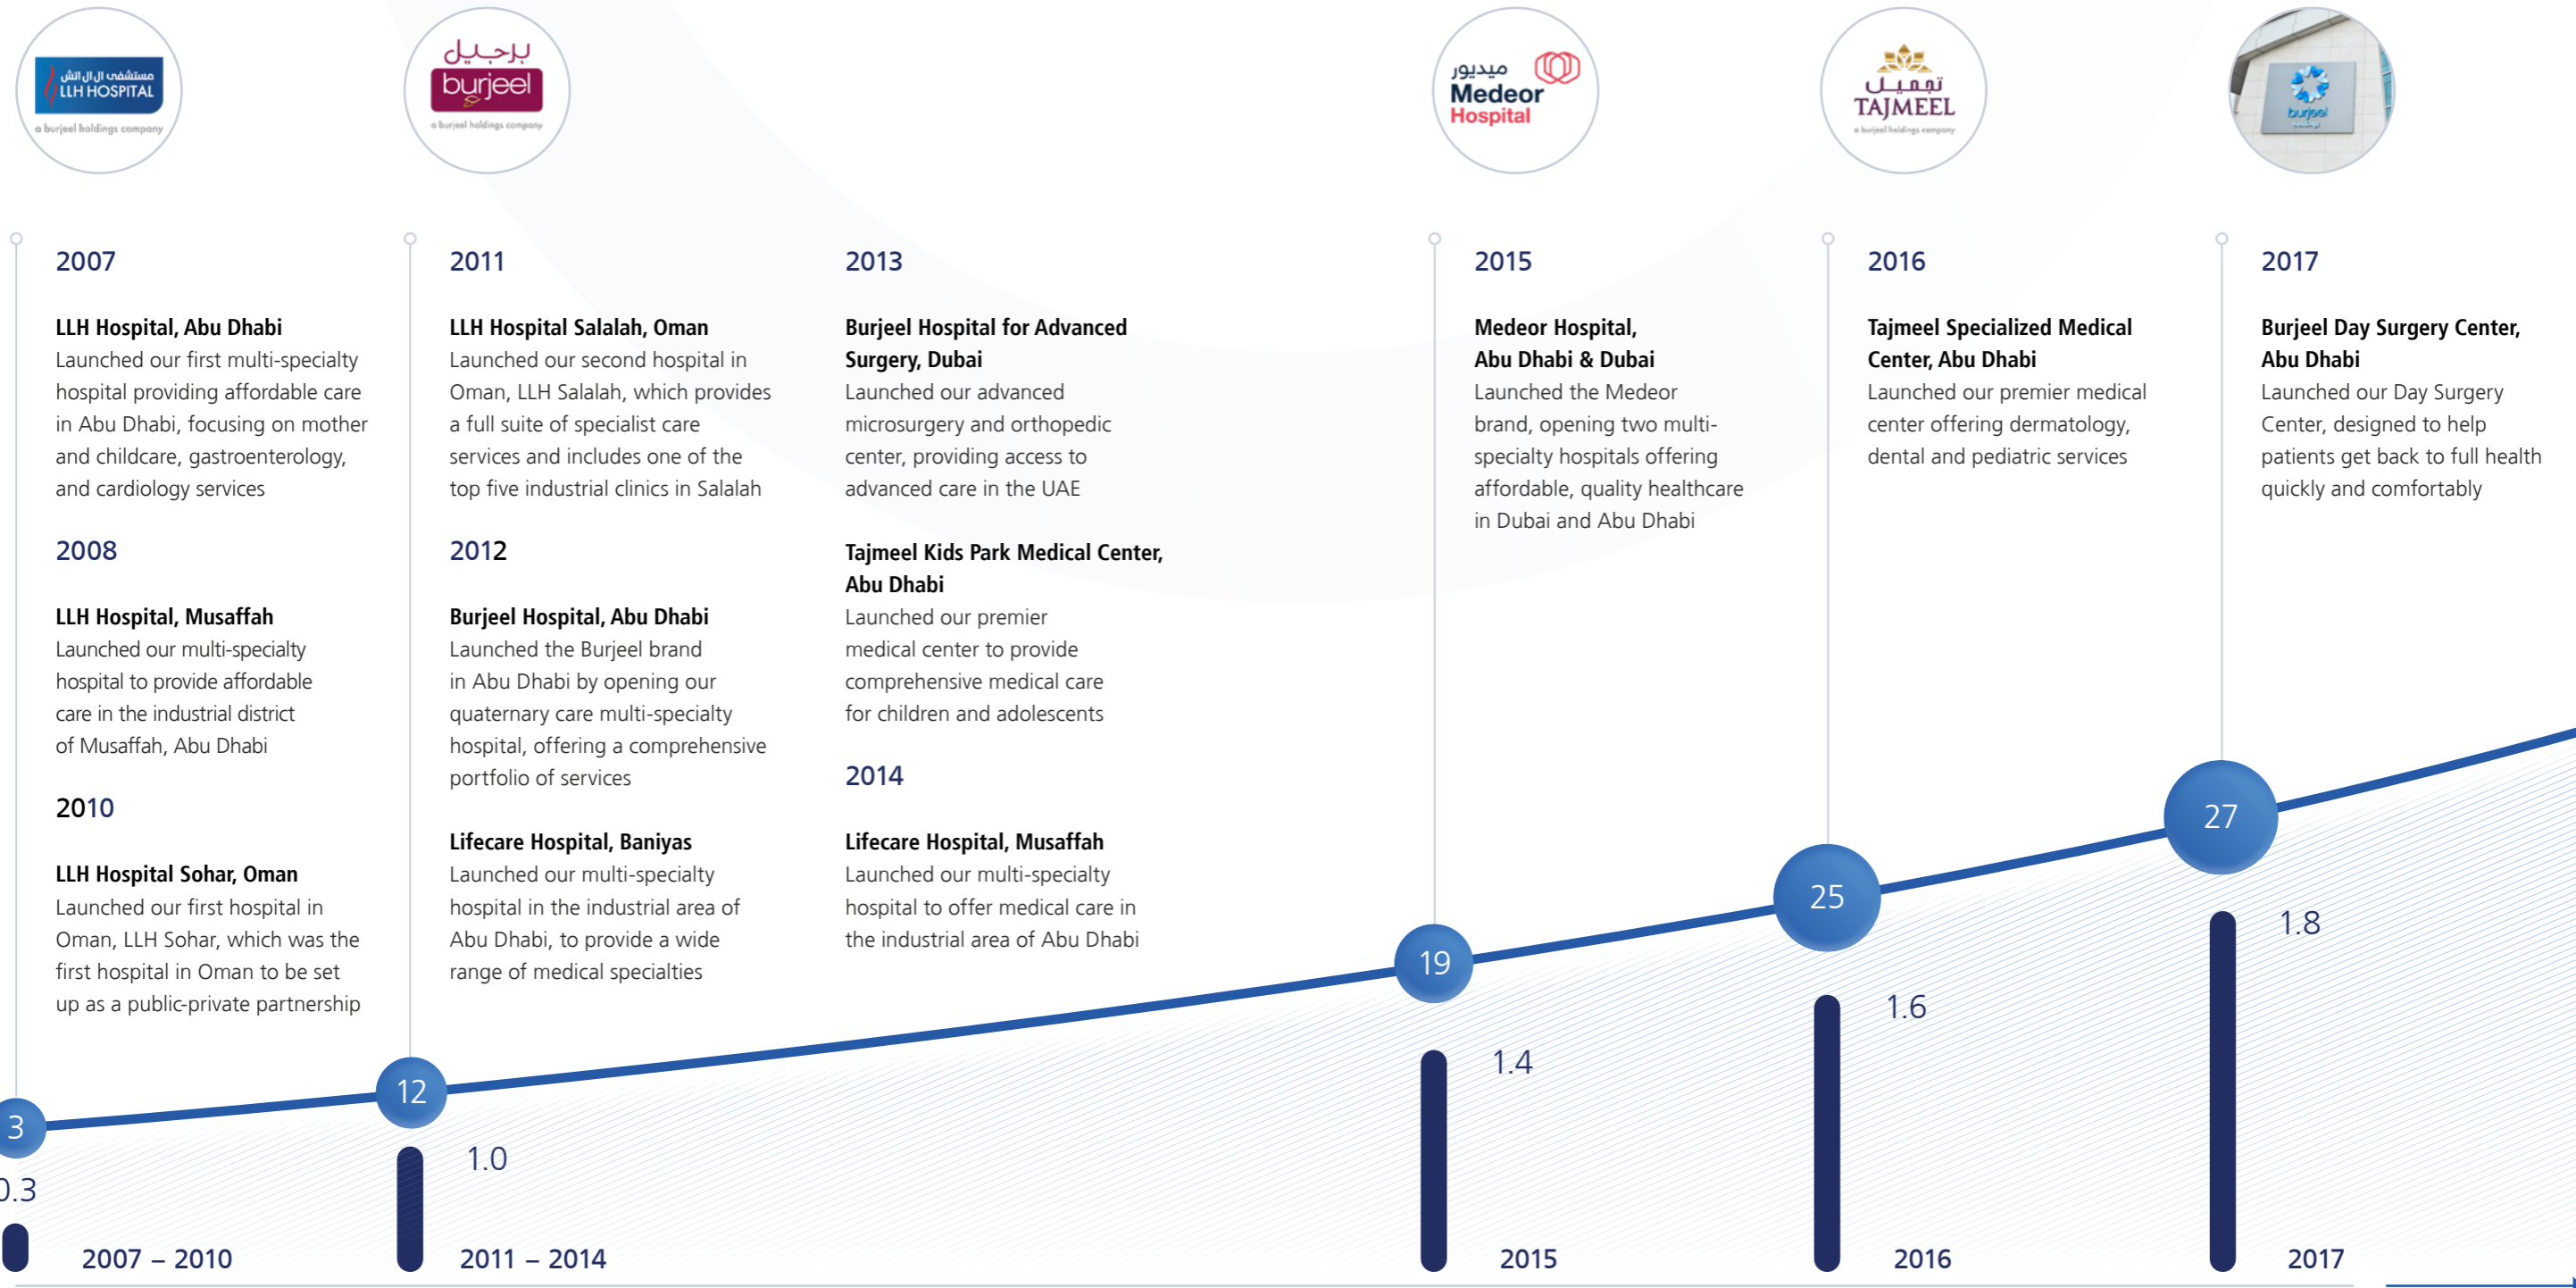 مستشفى ال ال اتش
LLH HOSPITAL
a burjeel holdings company
برجيل
burjeel
a burjeel holdings company
ميديور
Medeor
Hospital
تجميل
TAJMEEL
a burjeel holdings company
burjeel
holdings
2007
LLH Hospital, Abu Dhabi
Launched our first multi-specialty
hospital providing affordable care
in Abu Dhabi, focusing on mother
and childcare, gastroenterology,
and cardiology services
2008
LLH Hospital, Musaffah
Launched our multi-specialty
hospital to provide affordable
care in the industrial district
of Musaffah, Abu Dhabi
2010
LLH Hospital Sohar, Oman
Launched our first hospital in
Oman, LLH Sohar, which was the
first hospital in Oman to be set
up as a public-private partnership
2011
LLH Hospital Salalah, Oman
Launched our second hospital in
Oman, LLH Salalah, which provides
a full suite of specialist care
services and includes one of the
top five industrial clinics in Salalah
2012
Burjeel Hospital, Abu Dhabi
Launched the Burjeel brand
in Abu Dhabi by opening our
quaternary care multi-specialty
hospital, offering a comprehensive
portfolio of services
Lifecare Hospital, Baniyas
Launched our multi-specialty
hospital in the industrial area of
Abu Dhabi, to provide a wide
range of medical specialties
2013
Burjeel Hospital for Advanced
Surgery, Dubai
Launched our advanced
microsurgery and orthopedic
center, providing access to
advanced care in the UAE
Tajmeel Kids Park Medical Center,
Abu Dhabi
Launched our premier
medical center to provide
comprehensive medical care
for children and adolescents
2014
Lifecare Hospital, Musaffah
Launched our multi-specialty
hospital to offer medical care in
the industrial area of Abu Dhabi
2015
Medeor Hospital,
Abu Dhabi & Dubai
Launched the Medeor
brand, opening two multi-
specialty hospitals offering
affordable, quality healthcare
in Dubai and Abu Dhabi
2016
Tajmeel Specialized Medical
Center, Abu Dhabi
Launched our premier medical
center offering dermatology,
dental and pediatric services
2017
Burjeel Day Surgery Center,
Abu Dhabi
Launched our Day Surgery
Center, designed to help
patients get back to full health
quickly and comfortably
3
12
19
25
27
0.3
1.0
1.4
1.6
1.8
2007 – 2010
2011 – 2014
2015
2016
2017